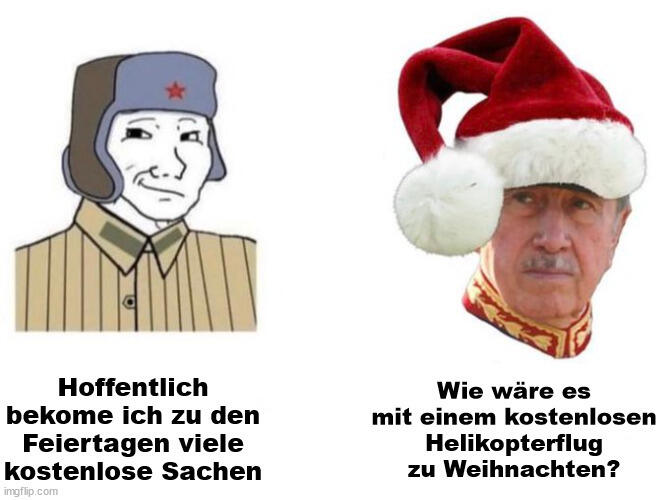 Hoffentlich
bekome ich zu den
Feiertagen viele
kostenlose Sachen
Wie wäre es
mit einem kostenlosen
Helikopterflug
zu Weihnachten?
imgflip.com